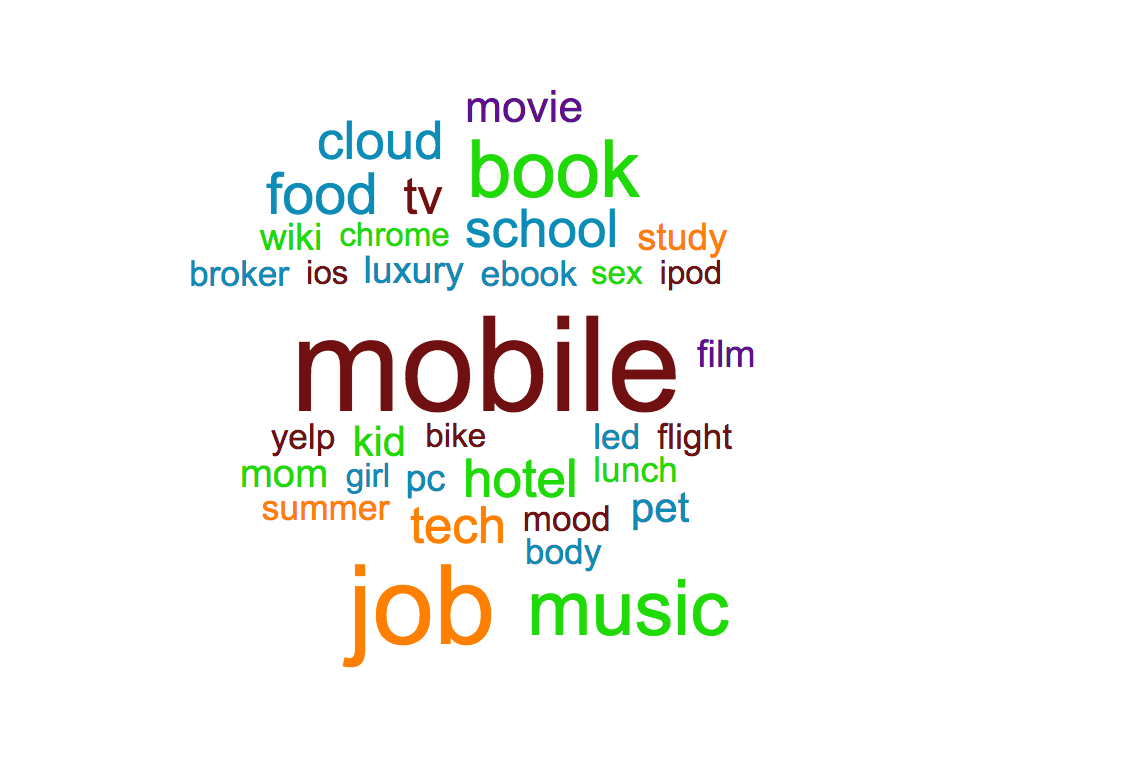 movie
cloud
book
food tv
school
wiki chrome study
broker ios luxury ebook sex ipod
mobile film
yelp kid bike led flight
mom girl pc hotel lunch
summer tech mood pet
body
job music